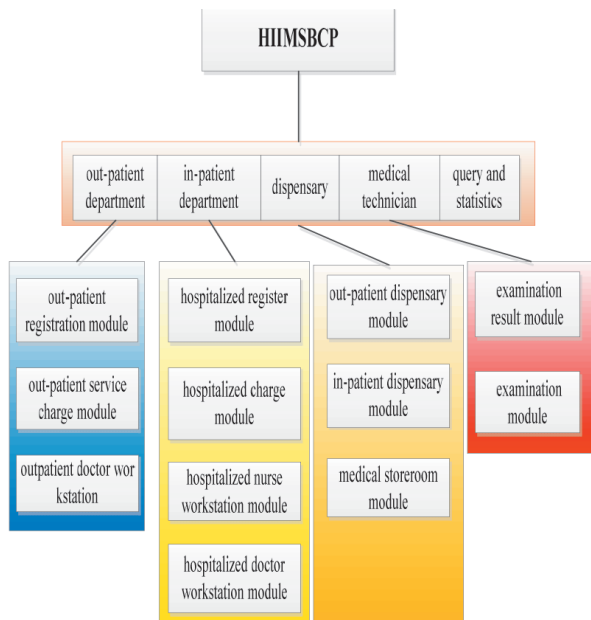 HIIMSBCP
out-patient
department
in-patient
department
dispensary
medical
technician
query and
statistics
out-patient
registration module
out-patient service
charge module
outpatient doctor wor
kstation
hospitalized register
module
hospitalized charge
module
hospitalized nurse
workstation module
hospitalized doctor
workstation module
out-patient dispensary
module
in-patient dispensary
module
medical storeroom
module
examination
result module
examination
module